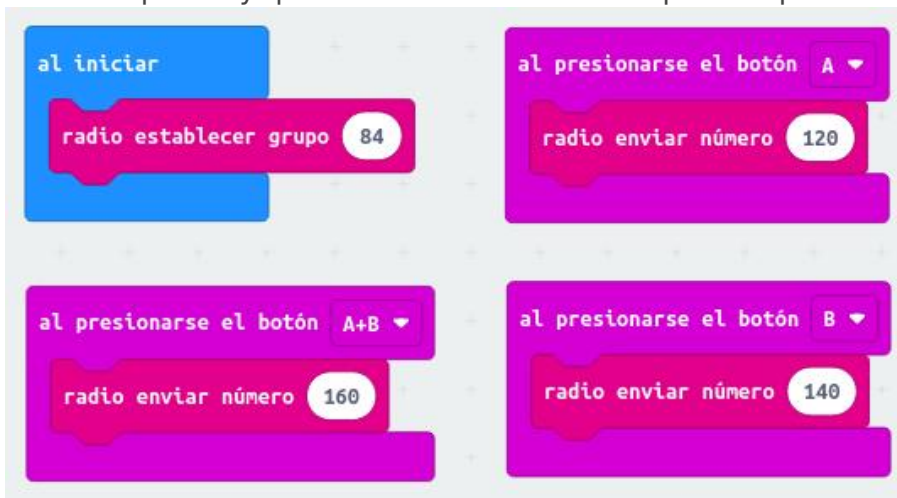 al iniciar
radio establecer grupo 84
al presionarse el botón A
radio enviar número 120
al presionarse el botón A+B
radio enviar número 160
al presionarse el botón B
radio enviar número 140